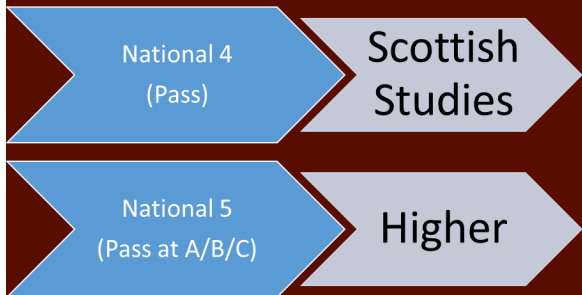 National 4
(Pass)
Scottish
Studies
National 5
(Pass at A/B/C)
Higher